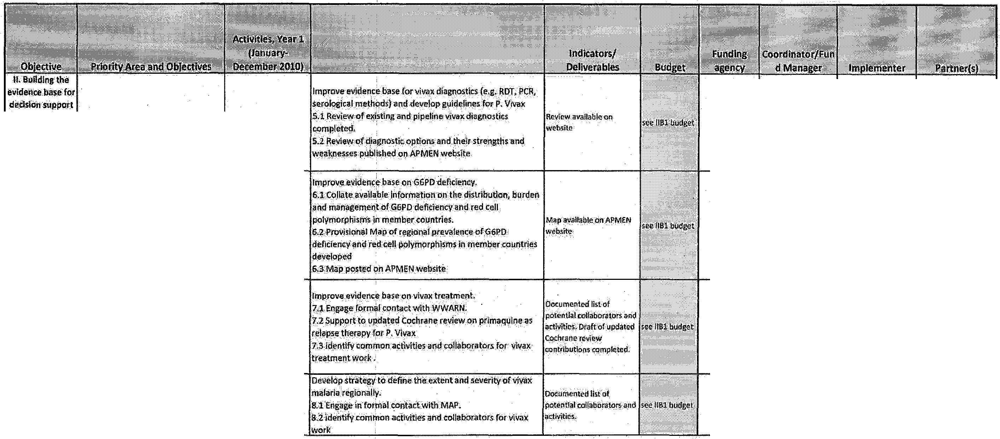 Objective
Priority Area and Objectives
Activities, Year 1
(January-
December 2010)
Indicators/
Deliverables
Budget
Funding
agency
Coordinator/Fun
d Manager
Implementer
Partner(s)
II. Building the
evidence base for
decision support
Improve evidence base for vivax diagnostics (e.g. RDT, PCR,
serological methods) and develop guidelines for P. Vivax
5.1 Review of existing and pipeline vivax diagnostics
completed.
5.2 Review of diagnostic options and their strengths and
weaknesses published on APMEN website
Review available on
website
see IIB1 budget
Improve evidence base on G6PD deficiency.
6.1 Collate available information on the distribution, burden
and management of G6PD deficiency and red cell
polymorphisms in member countries.
6.2 Provisional Map of regional prevalence of G6PD
deficiency and red cell polymorphisms in member countries
developed
6.3 Map posted on APMEN website
Map available on APMEN
website
see IIB1 budget
Improve evidence base on vivax treatment.
7.1 Engage formal contact with WWARN.
7.2 Support to updated Cochrane review on primaquine as
relapse therapy for P. Vivax
7.3 identify common activities and collaborators for vivax
treatment work .
Documented list of
potential collaborators and
activities. Draft of updated
Cochrane review
contributions completed.
see IIB1 budget
Develop strategy to define the extent and severity of vivax
malaria regionally.
8.1 Engage in formal contact with MAP.
8.2 identify common activities and collaborators for vivax
work
Documented list of
potential collaborators and
activities.
see IIB1 budget